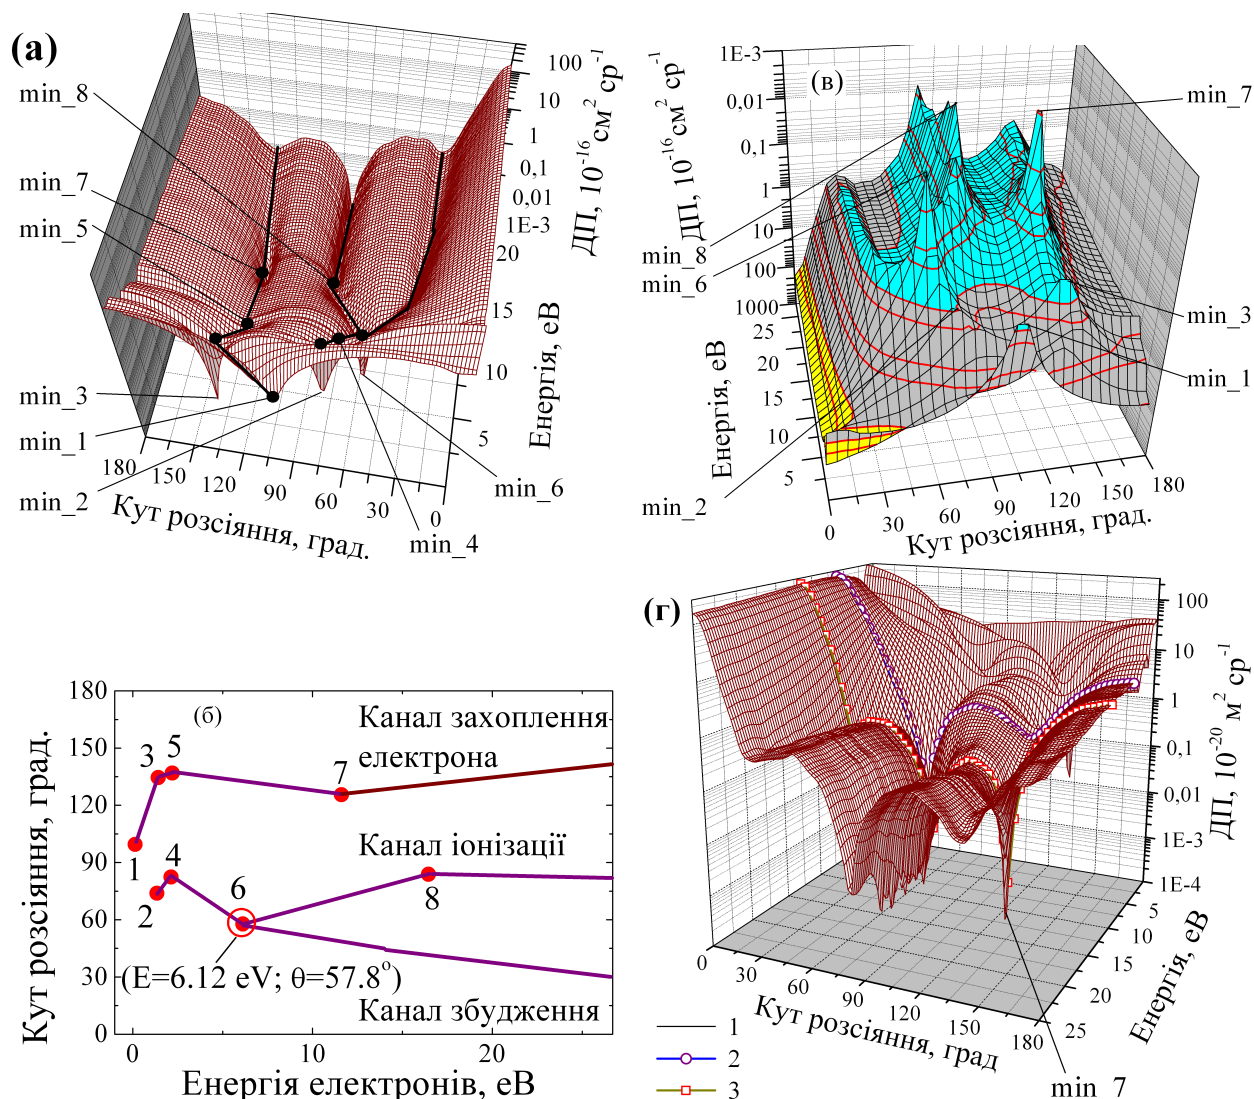 (а)
min_8
min_7
min_5
min_3
min_1
min_2
min_6
min_4
100
10
1
0,1
0,01
1E-3
ДП, 10⁻¹⁶см² ср⁻¹
20
15
10
5
Енергія, еВ
180
150
120
90
60
30
0
Кут розсіяння, град.
(в)
1E-3
0,01
0,1
1
10
100
1000
ДП, 10⁻¹⁶см² ср⁻¹
min_7
min_8
min_6
min_3
min_1
min_2
25
20
15
10
5
Енергія, еВ
0
30
60
90
120
150
180
Кут розсіяння, град.
(б)
180
150
120
90
60
30
0
Кут розсіяння, град.
Канал захоплення
електрона
Канал іонізації
Канал збудження
1
2
3
4
5
6
7
8
(E=6.12 eV; θ=57.8°)
0
10
20
Енергія електронів, еВ
(г)
100
10
1
0,1
0,01
1E-3
1E-4
ДП, 10⁻²⁰ м² ср⁻¹
5
10
15
20
25
Енергія, еВ
0
30
60
90
120
150
180
Кут розсіяння, град
min_7
1
2
3